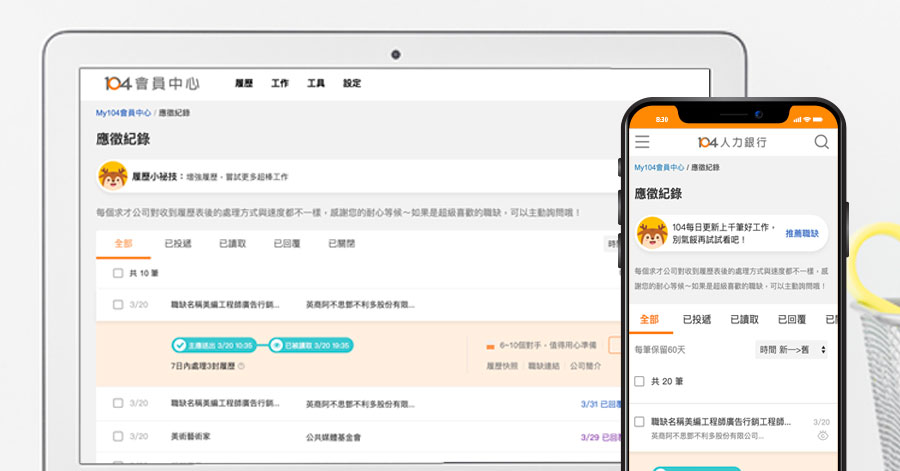 104會員中心 履歷 工作 工具 設定
My104會員中心 / 應徵紀錄
應徵紀錄
履歷小祕技：增強履歷，嘗試更多超棒工作
每個求才公司對收到履歷表後的處理方式與速度都不一樣，感謝您的耐心等候～如果是超級喜歡的職缺，可以主動詢問哦！
全部 已投遞 已讀取 已回覆 已關閉 時
共 10 筆
3/20 職缺名稱美編工程師廣告行銷... 英商阿不思鄧不利多股份有限...
主動送出 3/20 10:35 已被讀取 3/20 19:35 6~10個對手，值得用心準備
7日內處理3封履歷 履歷快照 職缺連結 公司簡介
3/20 職缺名稱美編工程師廣告行銷... 英商阿不思鄧不利多股份有限... 3/31 已回覆
3/20 美術藝術家 公共媒體基金會 3/29 已回
8:30
104人力銀行
My104會員中心 / 應徵紀錄
應徵紀錄
104每日更新上千筆好工作，
別氣餒再試試看吧！ 推薦職缺
每個求才公司對收到履歷表後的處理方式與速度都不一樣，感
謝您的耐心等候～如果是超級喜歡的職缺，可以主動詢問哦！
全部 已投遞 已讀取 已回覆 已
每筆保留60天 時間 新—>舊
共 20 筆
職缺名稱美編工程師廣告行銷工程師... 3/20
英商阿不思鄧不利多股份有限公司...